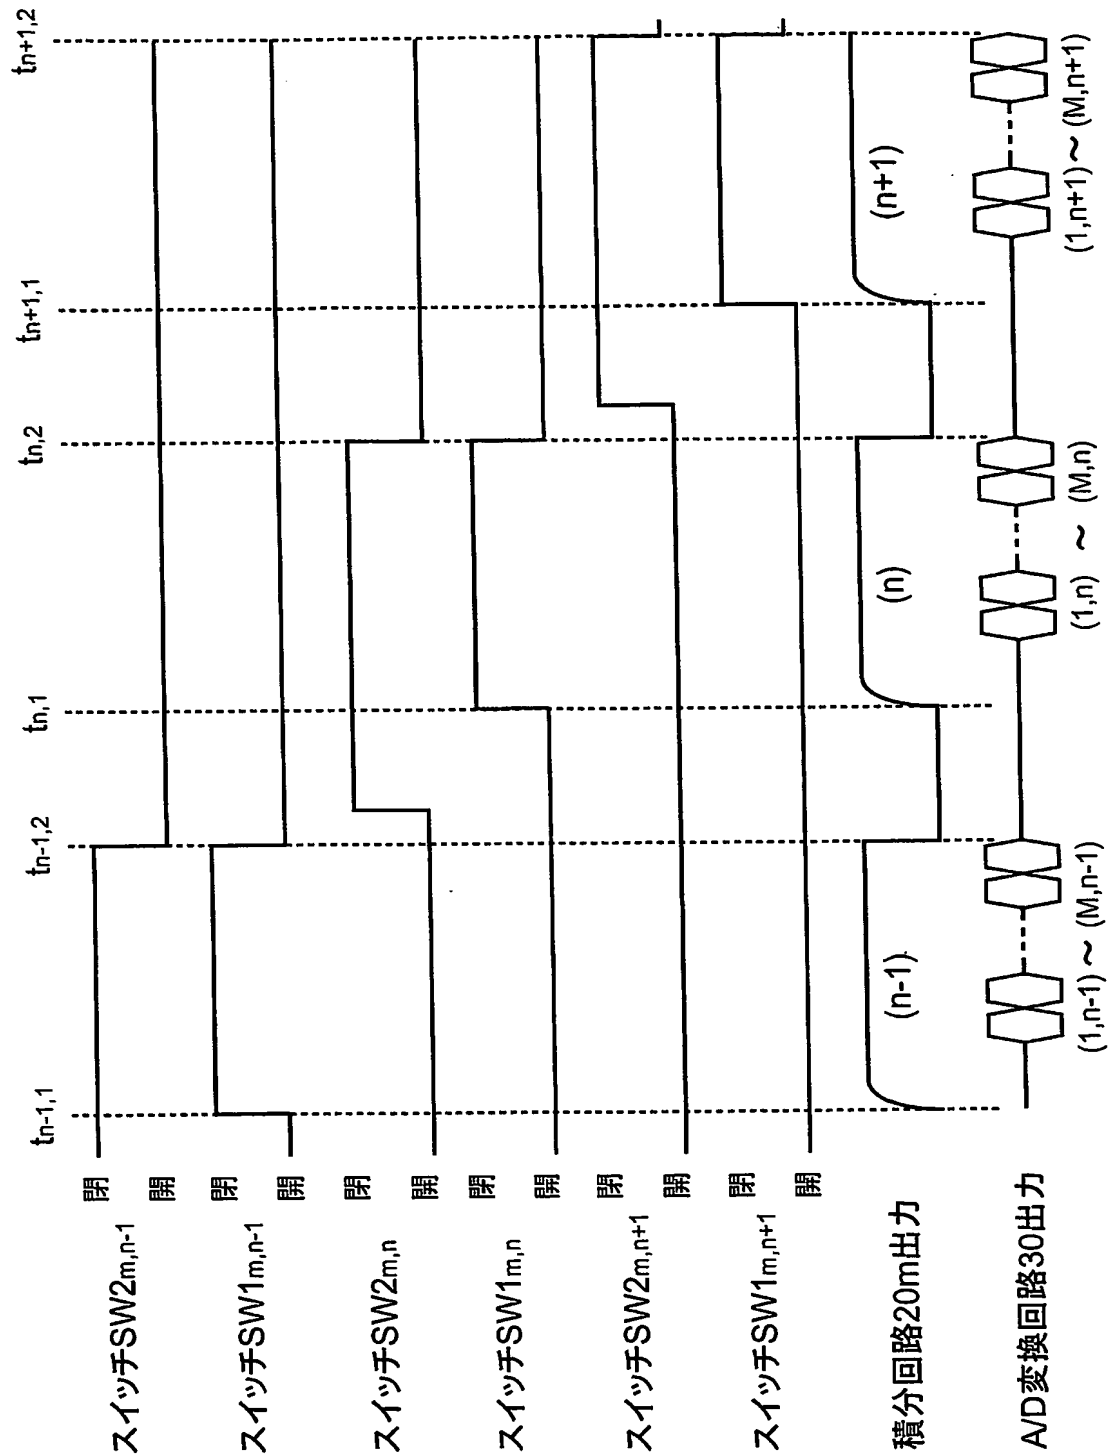 tn-1,1
tn-1,2
tn,1
tn,2
tn+1,1
tn+1,2
スイッチSW2m,n-1
閉
開
スイッチSW1m,n-1
閉
開
スイッチSW2m,n
閉
開
スイッチSW1m,n
閉
開
スイッチSW2m,n+1
閉
開
スイッチSW1m,n+1
閉
開
積分回路20m出力
(n-1)
(n)
(n+1)
A/D変換回路30出力
(1,n-1)~(M,n-1)
(1,n) ~ (M,n)
(1,n+1)~(M,n+1)